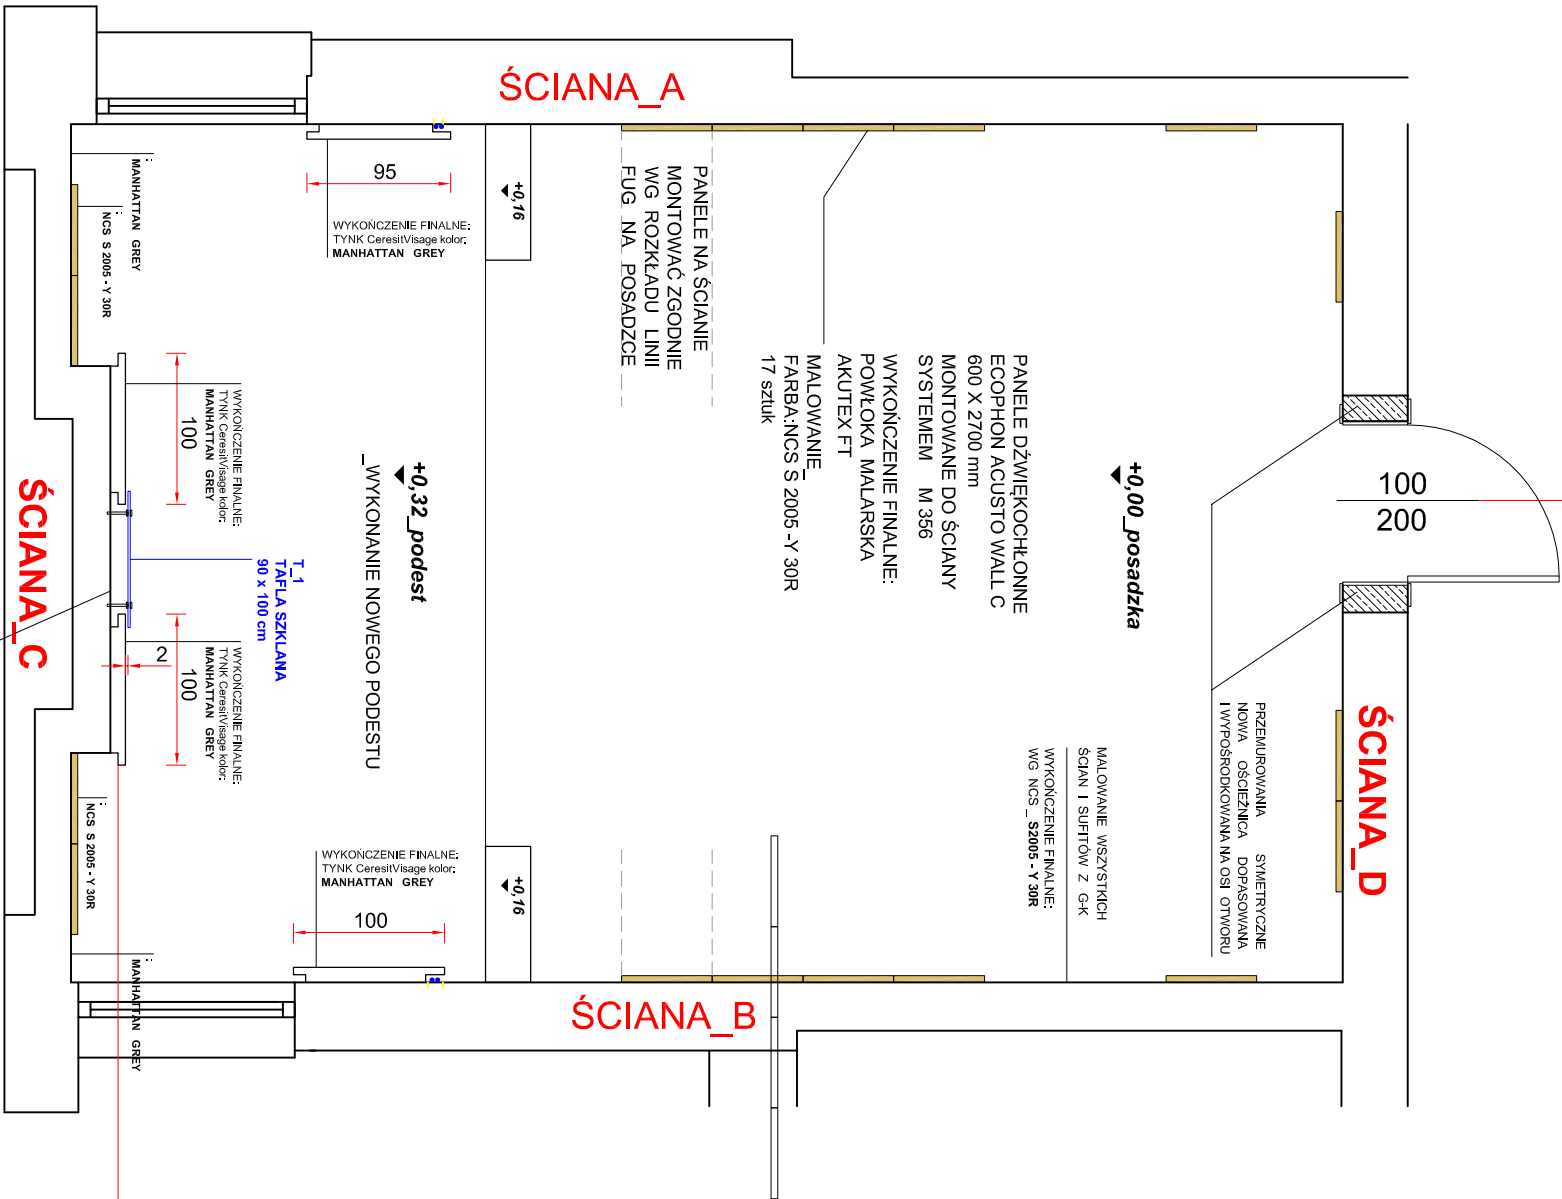 ŚCIANA_A
95
WYKOŃCZENIE FINALNE:
TYNK CeresitVisage kolor:
MANHATTAN GREY
:
MANHATTAN GREY
:
NCS S 2005 - Y 30R
+0,16
PANELE NA ŚCIANIE
MONTOWAĆ ZGODNIE
WG ROZKŁADU LINII
FUG NA POSADZCE
PANELE DŹWIĘKOCHŁONNE
ECOPHON ACUSTO WALL C
600 X 2700 mm
MONTOWANE DO ŚCIANY
SYSTEMEM M 356
WYKOŃCZENIE FINALNE:
POWŁOKA MALARSKA
AKUTEX FT
MALOWANIE_
FARBA:NCS S 2005 -Y 30R
17 sztuk
+0,00_posadzka
100
200
WYKOŃCZENIE FINALNE:
TYNK CeresitVisage kolor:
MANHATTAN GREY
100
+0,32_podest
_WYKONANIE NOWEGO PODESTU
T_1
TAFLA SZKLANA
90 x 100 cm
ŚCIANA_C
2
100
WYKOŃCZENIE FINALNE:
TYNK CeresitVisage kolor:
MANHATTAN GREY
PRZEMUROWANIA SYMETRYCZNE
NOWA OŚCIEŻNICA DOPASOWANA
I WYPOŚRODKOWANA NA OSI OTWORU
ŚCIANA_D
MALOWANIE WSZYSTKICH
ŚCIAN I SUFITÓW Z G-K
WYKOŃCZENIE FINALNE:
WG NCS _ S2005 - Y 30R
:
NCS S 2005 - Y 30R
WYKOŃCZENIE FINALNE:
TYNK CeresitVisage kolor:
MANHATTAN GREY
100
+0,16
:
MANHATTAN GREY
ŚCIANA_B